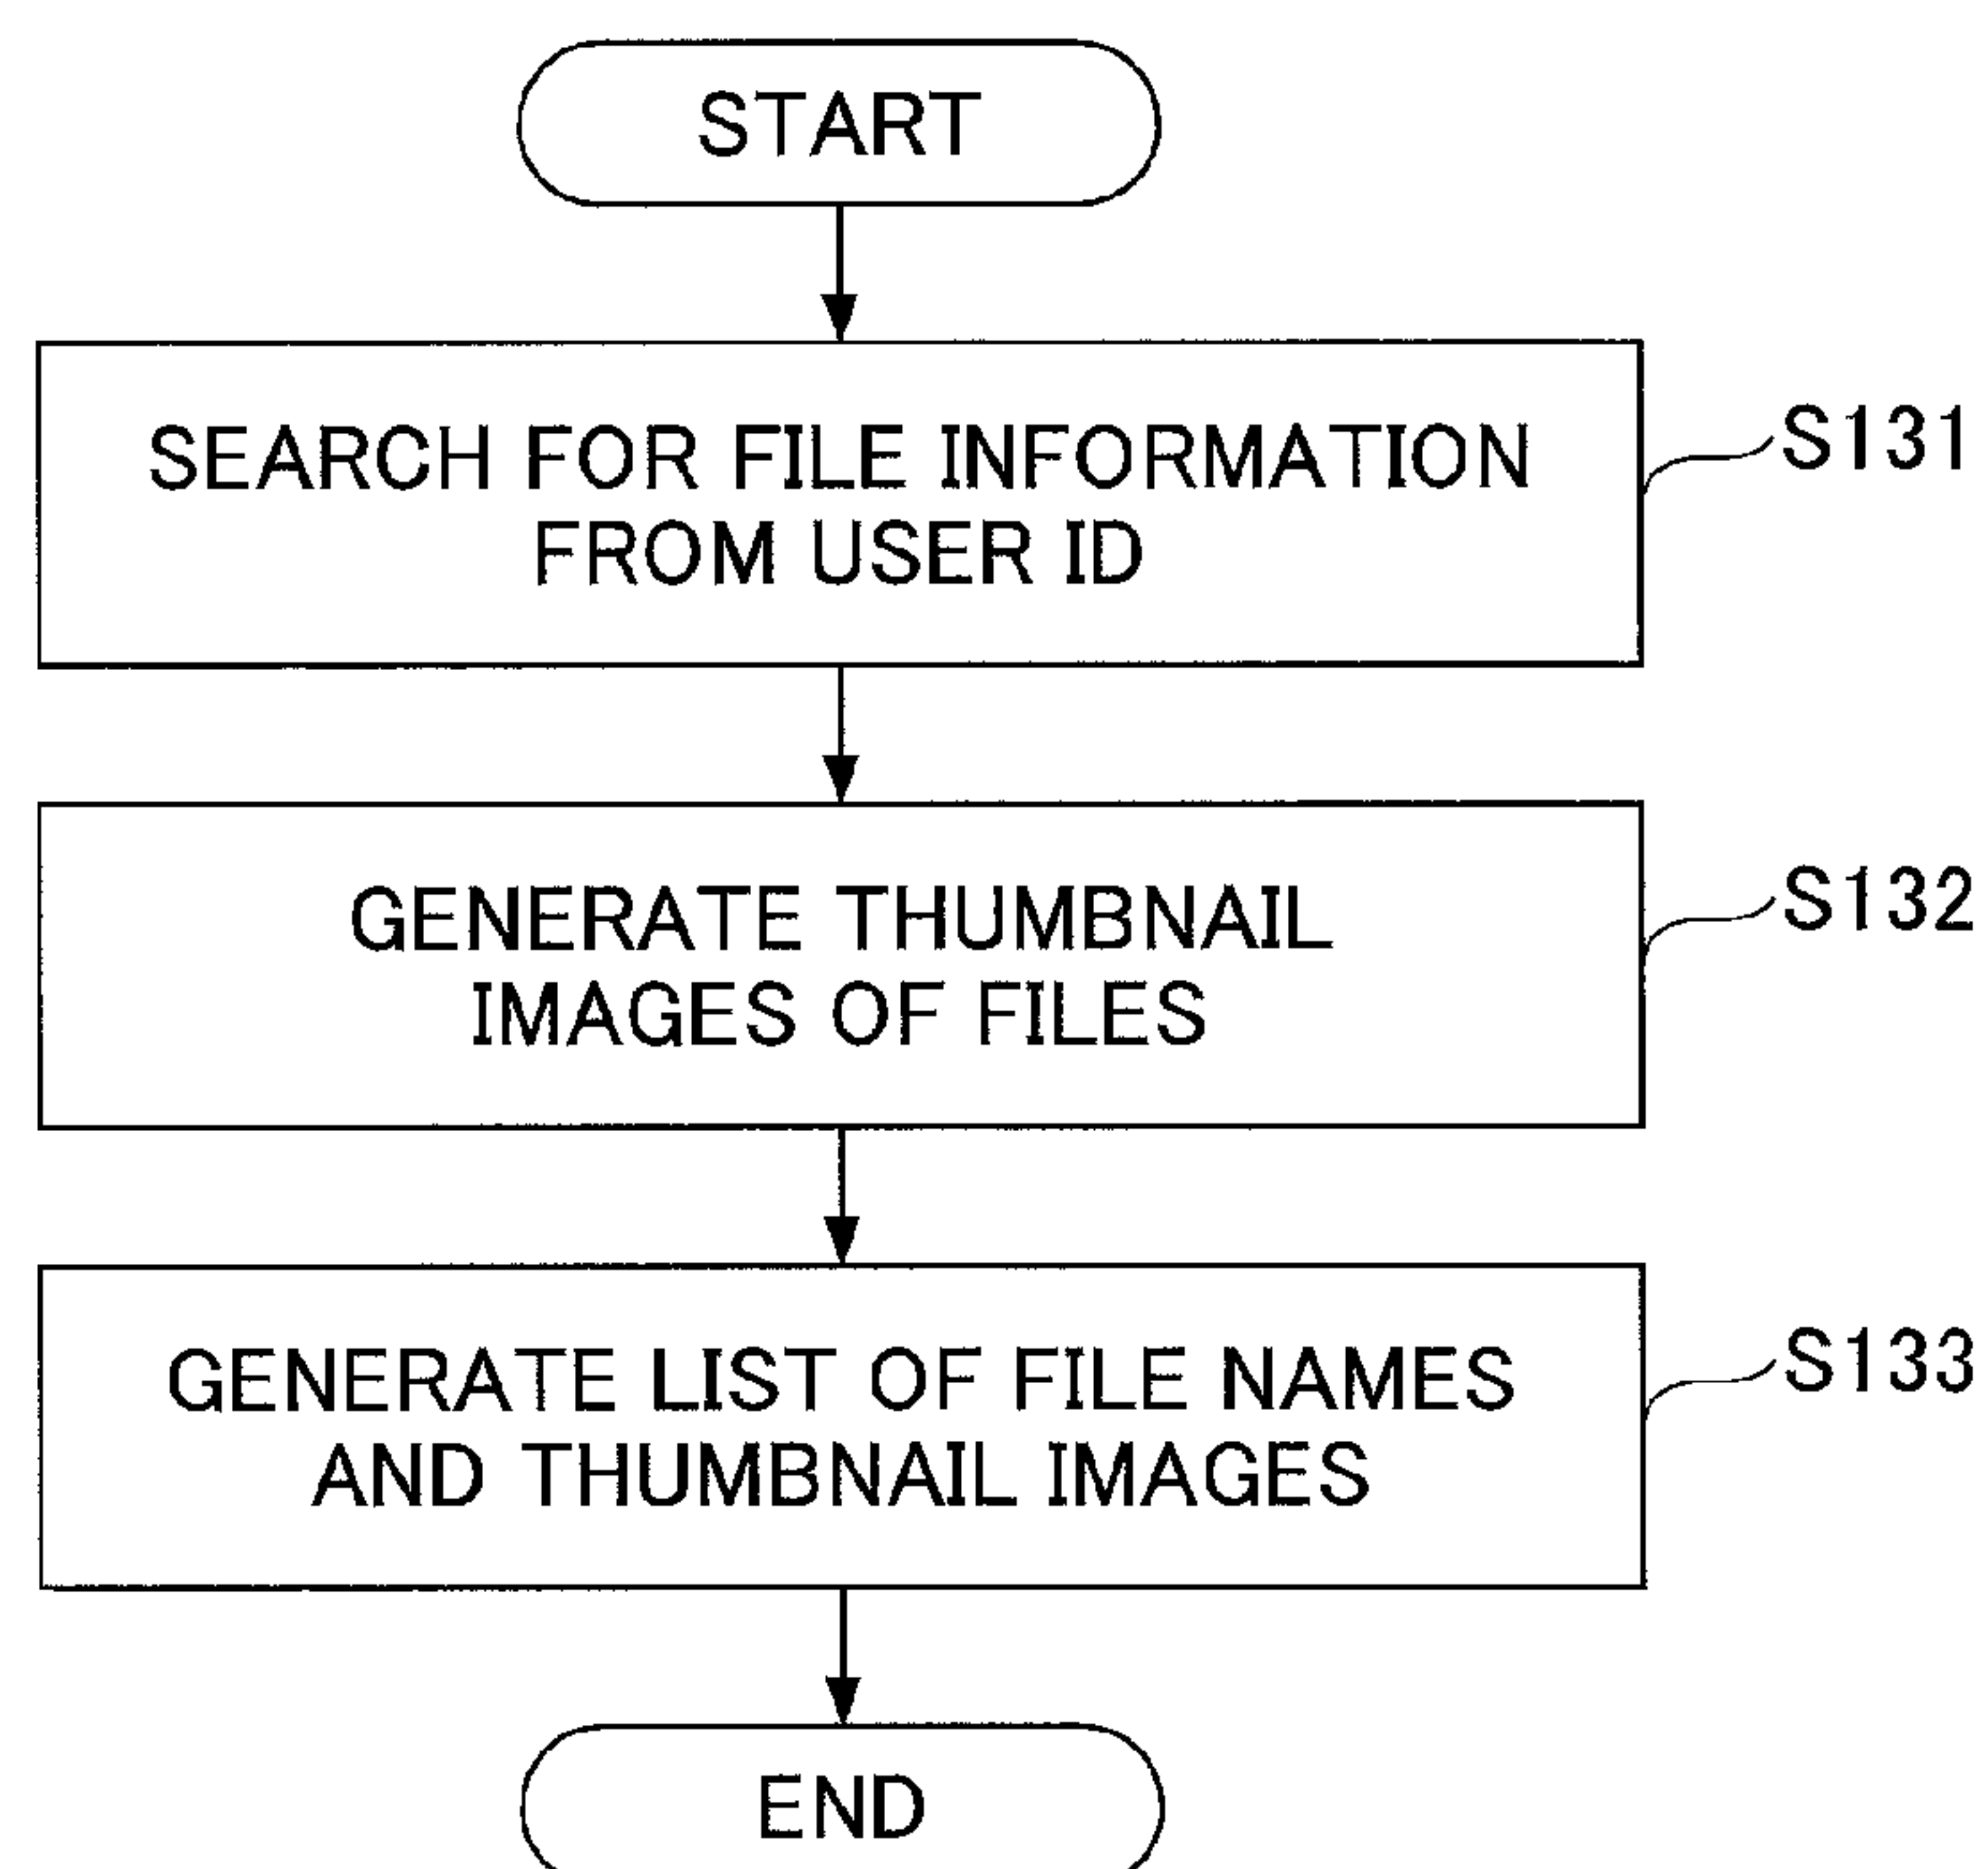 START
SEARCH FOR FILE INFORMATION
FROM USER ID
S131
GENERATE THUMBNAIL
IMAGES OF FILES
S132
GENERATE LIST OF FILE NAMES
AND THUMBNAIL IMAGES
S133
END